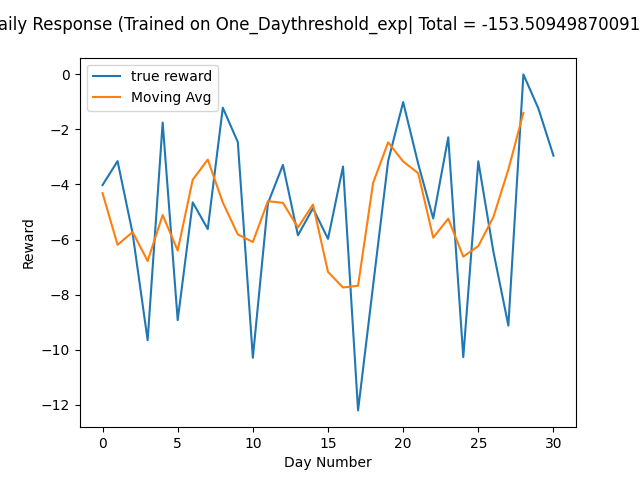 aily Response (Trained on One_Daythreshold_exp| Total = -153.50949870091
true reward
Moving Avg
0
−2
−4
−6
−8
−10
−12
Reward
0 5 10 15 20 25 30
Day Number